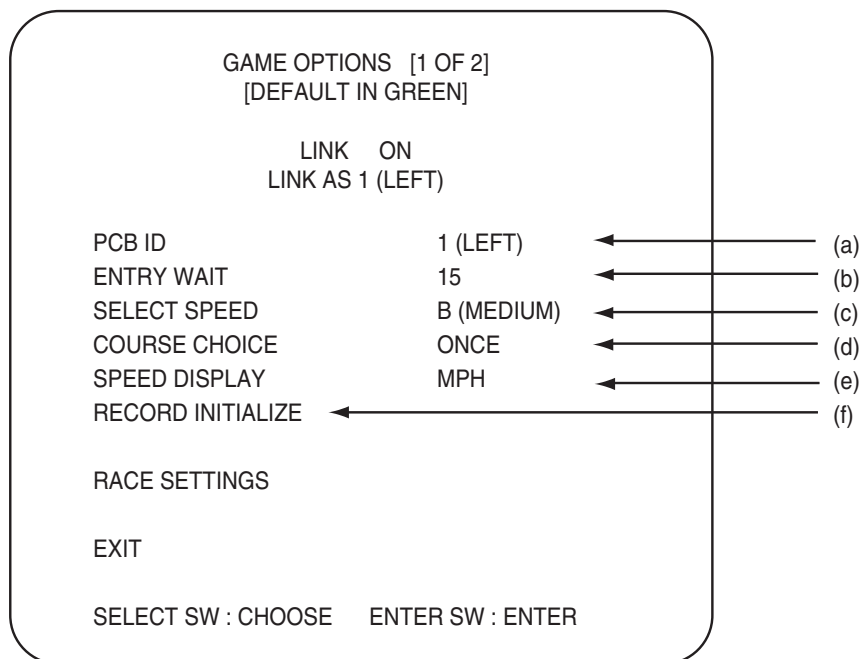 GAME OPTIONS [1 OF 2]
[DEFAULT IN GREEN]
LINK ON
LINK AS 1 (LEFT)
PCB ID 1 (LEFT) (a)
ENTRY WAIT 15 (b)
SELECT SPEED B (MEDIUM) (c)
COURSE CHOICE ONCE (d)
SPEED DISPLAY MPH (e)
RECORD INITIALIZE (f)
RACE SETTINGS
EXIT
SELECT SW : CHOOSE ENTER SW : ENTER